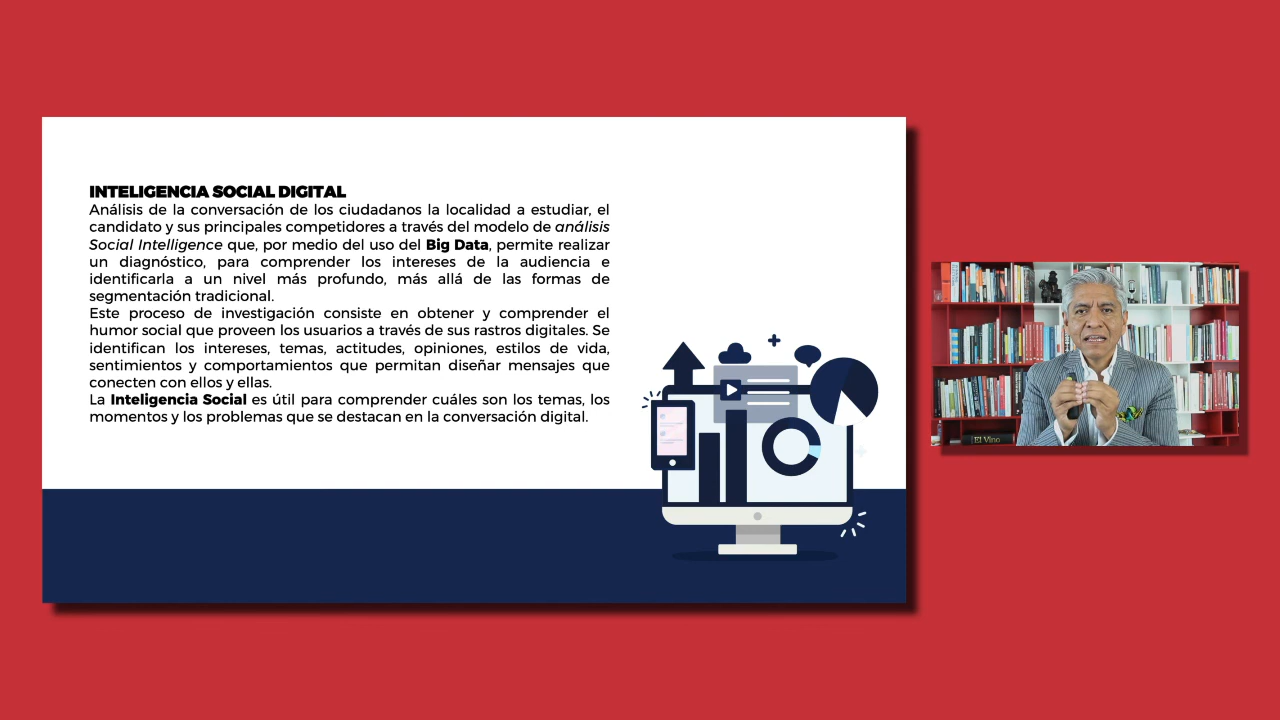 INTELIGENCIA SOCIAL DIGITAL
Análisis de la conversación de los ciudadanos la localidad a estudiar, el
candidato y sus principales competidores a través del modelo de análisis
Social Intelligence que, por medio del uso del Big Data, permite realizar
un diagnóstico, para comprender los intereses de la audiencia e
identificarla a un nivel más profundo, más allá de las formas de
segmentación tradicional.
Este proceso de investigación consiste en obtener y comprender el
humor social que proveen los usuarios a través de sus rastros digitales. Se
identifican los intereses, temas, actitudes, opiniones, estilos de vida,
sentimientos y comportamientos que permitan diseñar mensajes que
conecten con ellos y ellas.
La Inteligencia Social es útil para comprender cuáles son los temas, los
momentos y los problemas que se destacan en la conversación digital.
El Vino